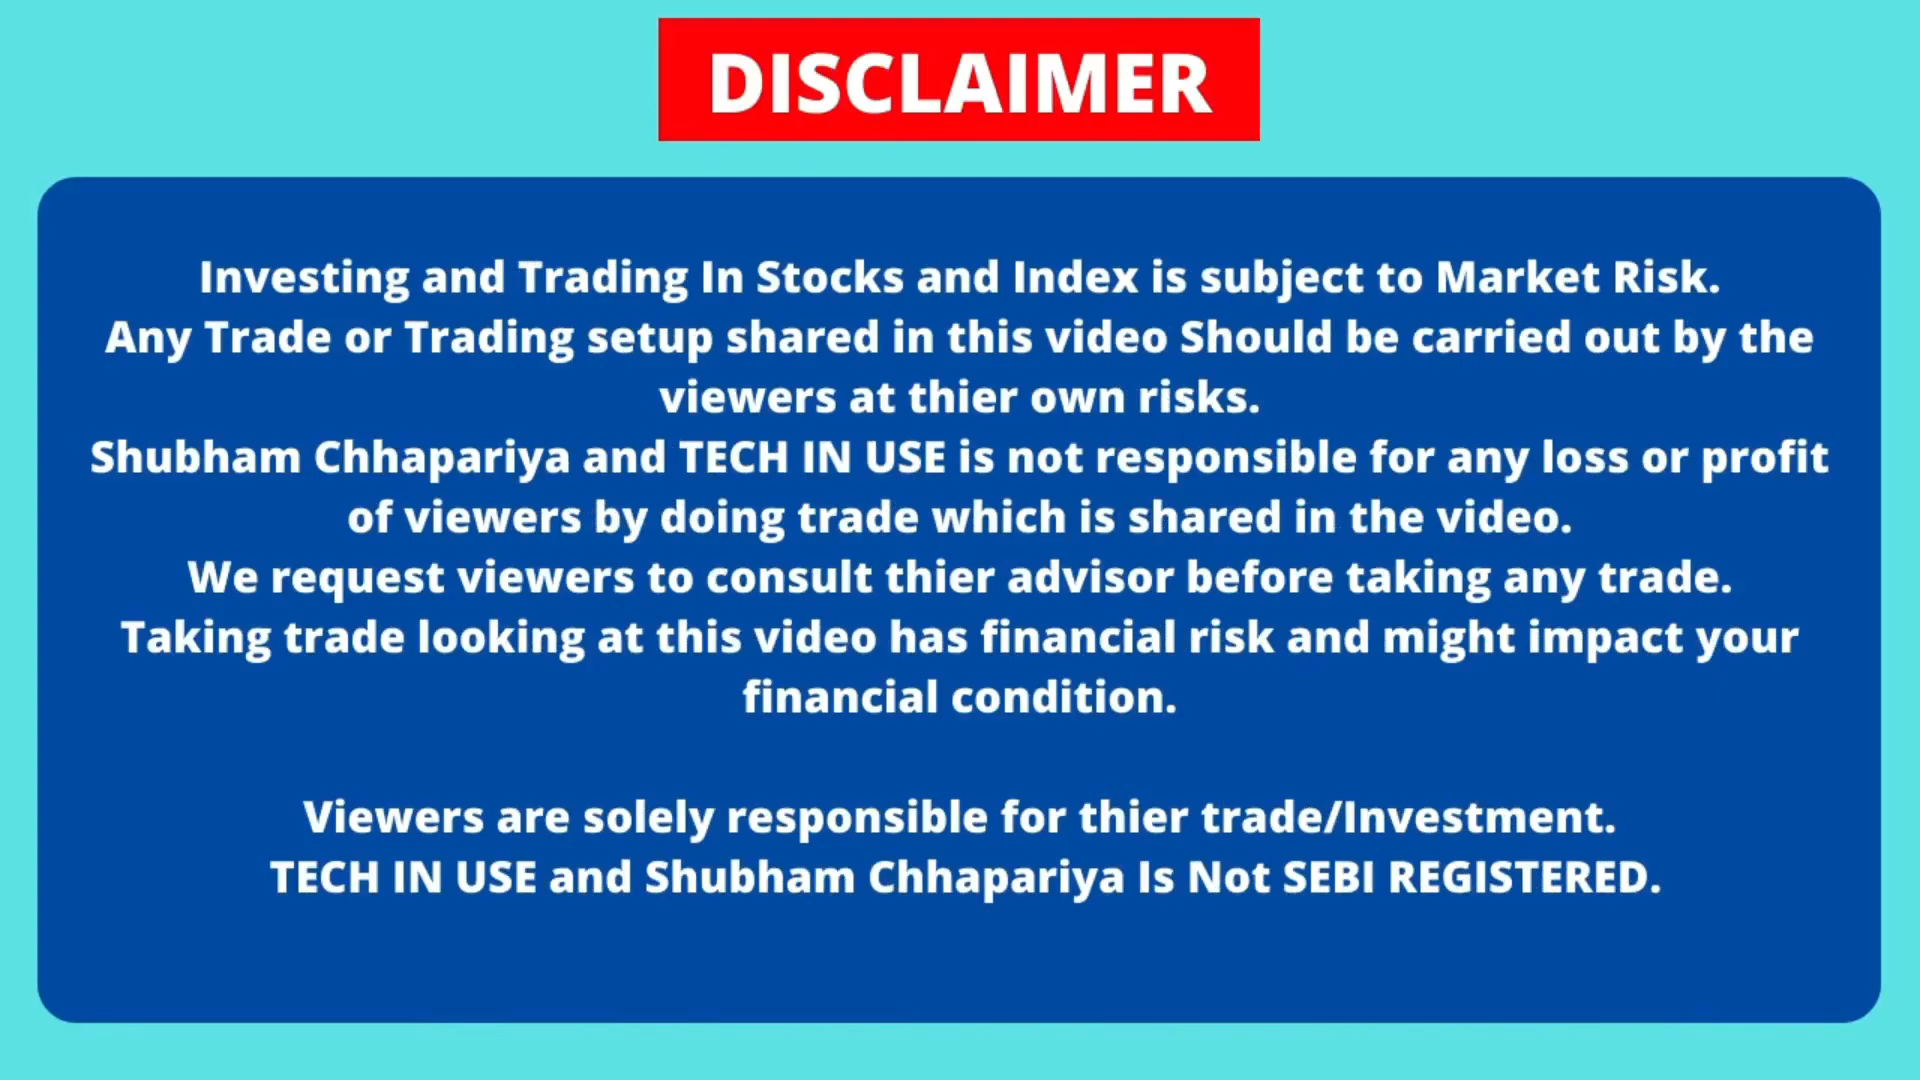 DISCLAIMER
Investing and Trading In Stocks and Index is subject to Market Risk.
Any Trade or Trading setup shared in this video Should be carried out by the
viewers at thier own risks.
Shubham Chhapariya and TECH IN USE is not responsible for any loss or profit
of viewers by doing trade which is shared in the video.
We request viewers to consult thier advisor before taking any trade.
Taking trade looking at this video has financial risk and might impact your
financial condition.
Viewers are solely responsible for thier trade/Investment.
TECH IN USE and Shubham Chhapariya Is Not SEBI REGISTERED.